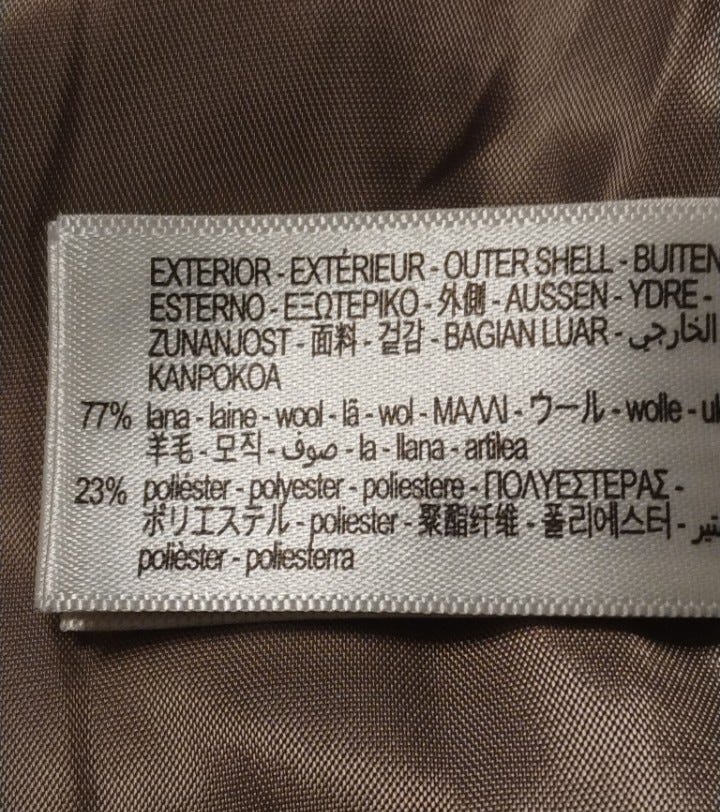 EXTERIOR - EXTÉRIEUR - OUTER SHELL - BUITEN
ESTERNO - ΕΞΩΤΕΡΙΚΟ - 外側 - AUSSEN - YDRE -
ZUNANJOST - 面料 - 겉감 - BAGIAN LUAR - الخارجي
KANPOKOA
77% lana - laine - wool - lã - wol - ΜΑΛΛΙ - ウール - wolle -
羊毛 - 모직 - صوف - la - llana - artilea
23% poliéster - polyester - poliestere - ΠΟΛΥΕΣΤΕΡΑΣ -
ポリエステル - poliester - 聚酯纤维 - 폴리에스터 -
polièster - poliesterra